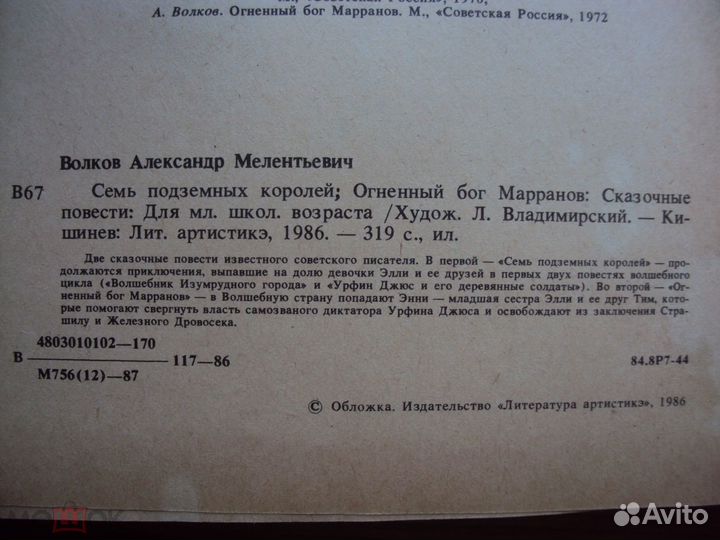 М., «Советская Россия», 1970;
А. Волков. Огненный бог Марранов. М., «Советская Россия», 1972
Волков Александр Мелентьевич
В67 Семь подземных королей; Огненный бог Марранов: Сказочные
повести: Для мл. школ. возраста /Худож. Л. Владимирский. — Ки-
шинев: Лит. артистикэ, 1986. — 319 с., ил.
Две сказочные повести известного советского писателя. В первой — «Семь подземных королей» — про-
должаются приключения, выпавшие на долю девочки Элли и ее друзей в первых двух повестях волшебного
цикла («Волшебник Изумрудного города» и «Урфин Джюс и его деревянные солдаты»). Во второй — «Ог-
ненный бог Марранов» — в Волшебную страну попадают Энни — младшая сестра Элли и ее друг Тим, кото-
рые помогают свергнуть власть самозваного диктатора Урфина Джюса и освобождают из заключения Стра-
шилу и Железного Дровосека.
4803010102—170
В ———— 117—86
М756(12)—87
84.8Р7-44
© Обложка. Издательство «Литература артистикэ», 1986
Avito